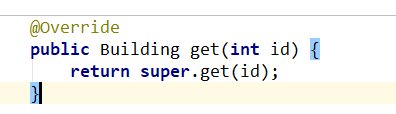 @Override
public Building get(int id) {
    return super.get(id);
}